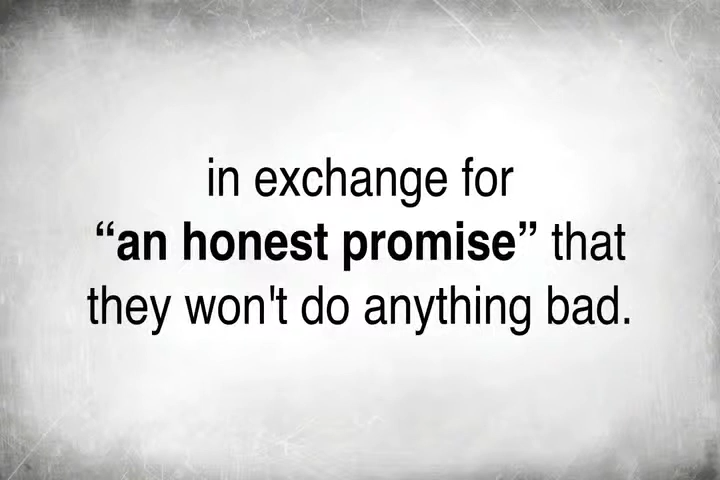 in exchange for
“an honest promise” that
they won't do anything bad.